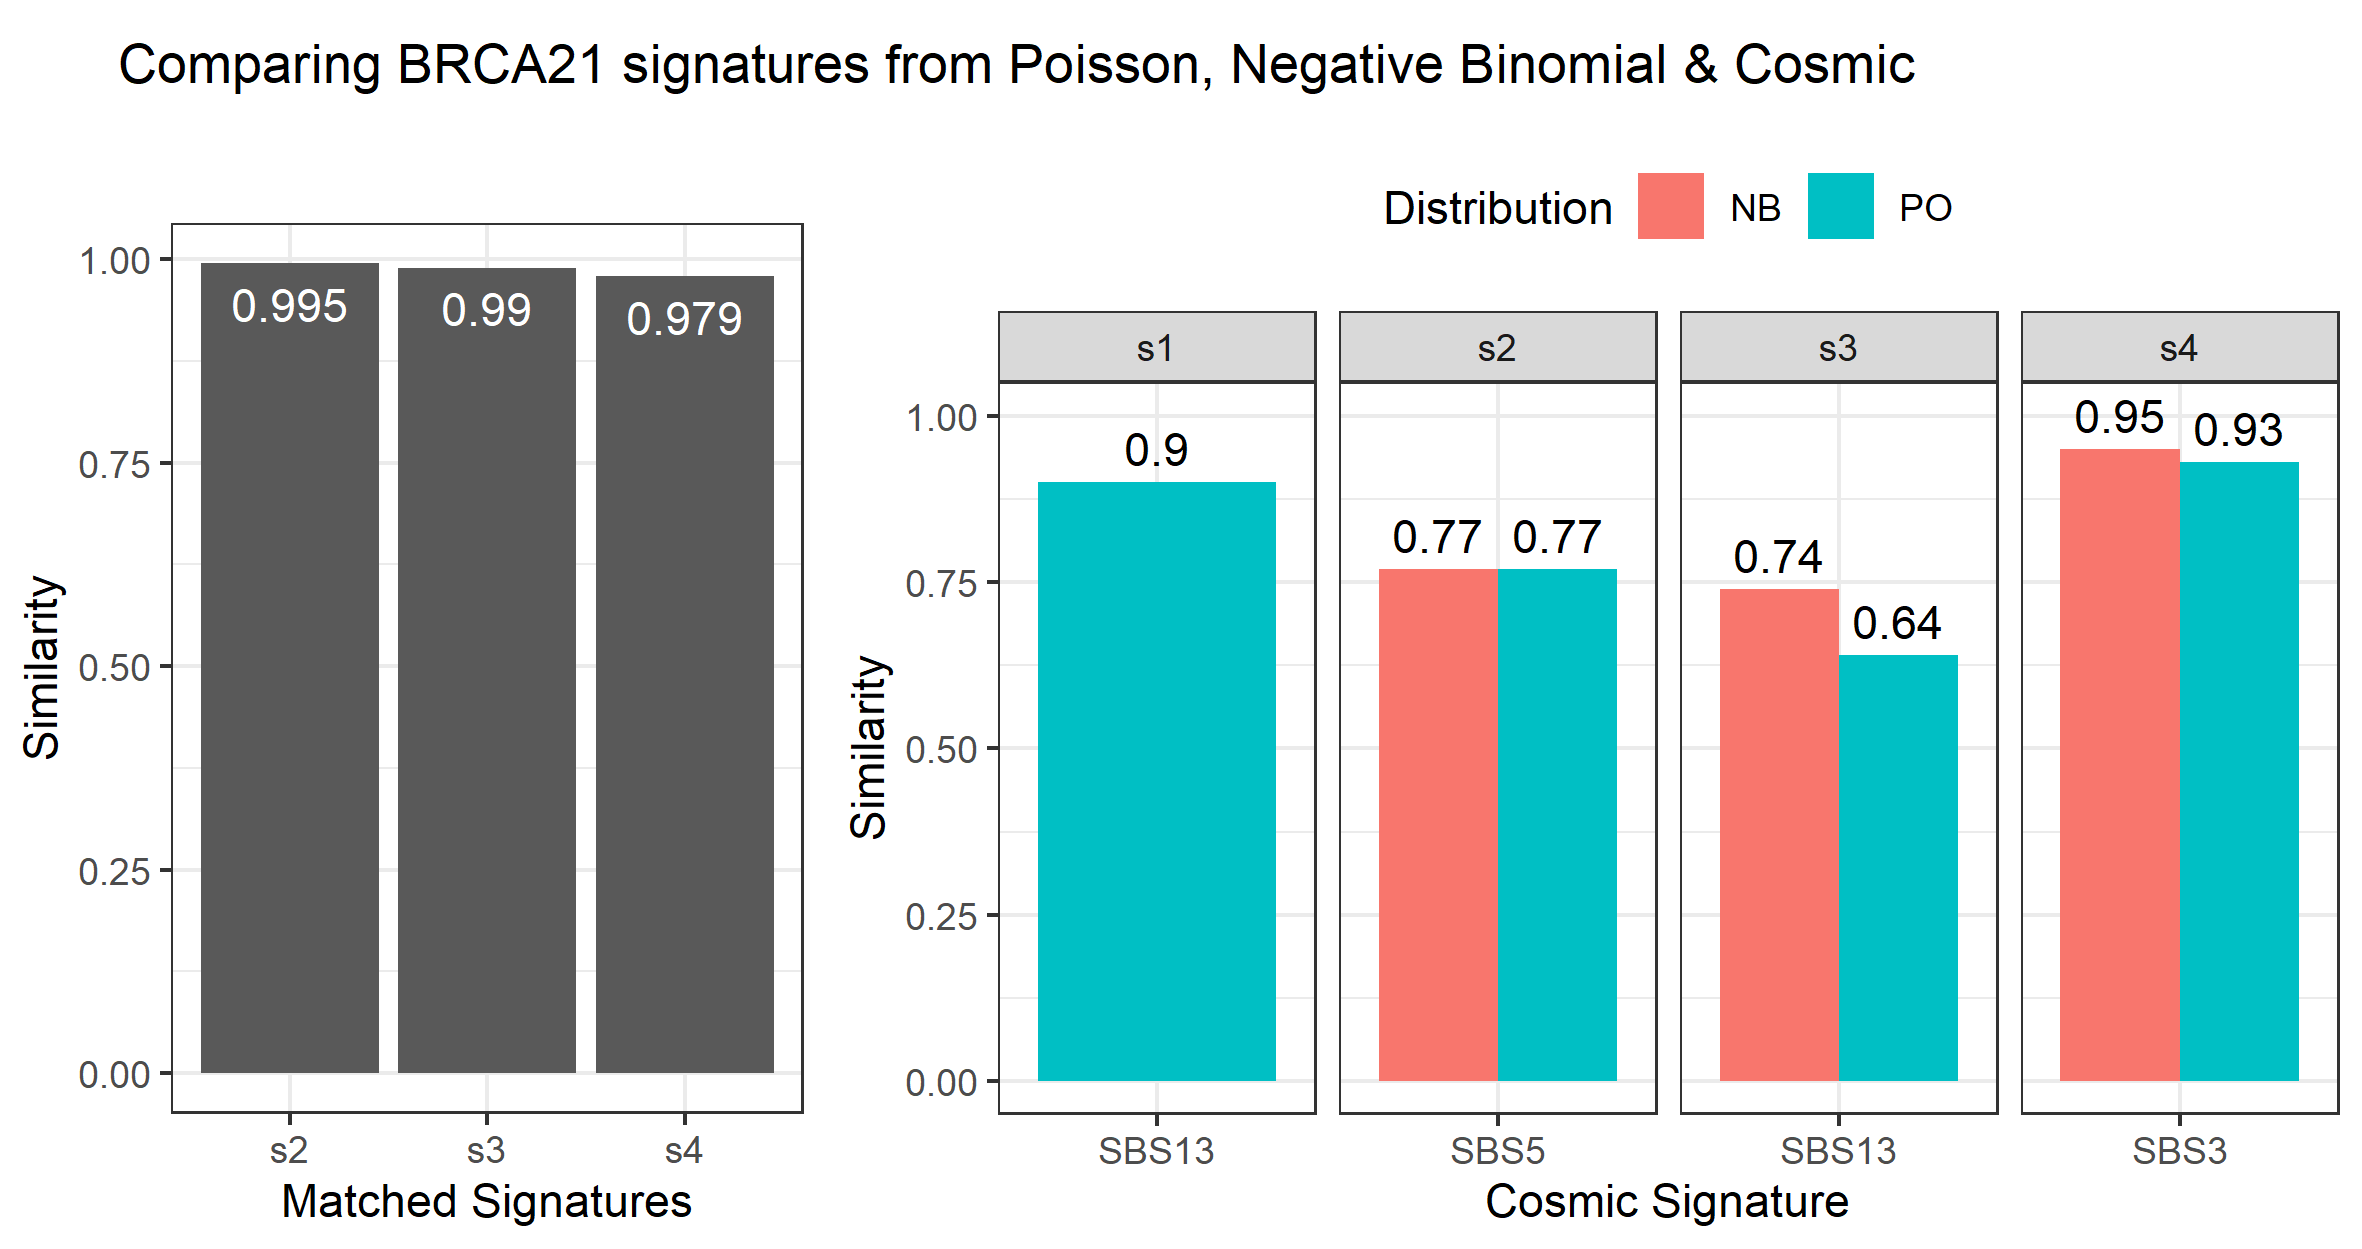 Comparing BRCA21 signatures from Poisson, Negative Binomial & Cosmic
Similarity
1.00
0.75
0.50
0.25
0.00
0.995
0.99
0.979
s2
s3
s4
Matched Signatures
Distribution NB PO
Similarity
1.00
0.75
0.50
0.25
0.00
s1
0.9
SBS13
s2
0.77 0.77
SBS5
s3
0.74
0.64
SBS13
s4
0.95
0.93
SBS3
Cosmic Signature